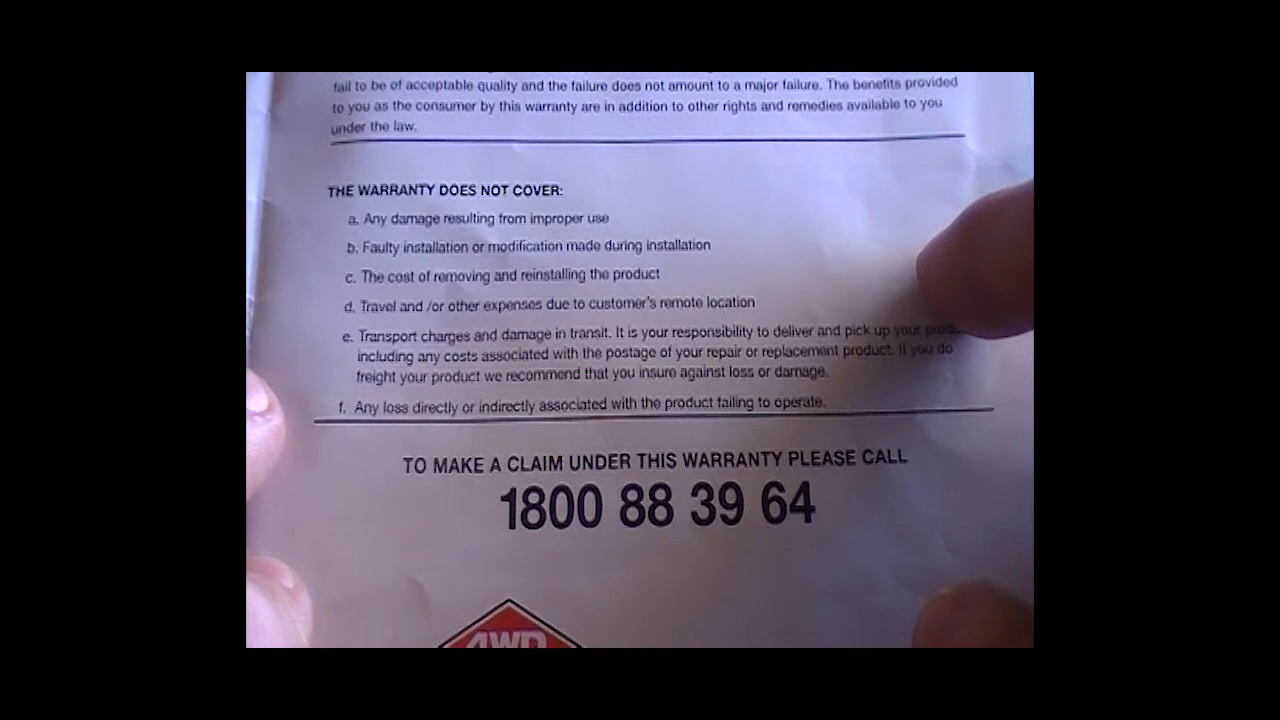 fail to be of acceptable quality and the failure does not amount to a major failure. The benefits provided
to you as the consumer by this warranty are in addition to other rights and remedies available to you
under the law.
THE WARRANTY DOES NOT COVER:
a. Any damage resulting from improper use
b. Faulty installation or modification made during installation
c. The cost of removing and reinstalling the product
d. Travel and /or other expenses due to customer's remote location
e. Transport charges and damage in transit. It is your responsibility to deliver and pick up your
including any costs associated with the postage of your repair or replacement product. If you do
freight your product we recommend that you insure against loss or damage.
f. Any loss directly or indirectly associated with the product failing to operate.
TO MAKE A CLAIM UNDER THIS WARRANTY PLEASE CALL
1800 88 39 64
4WD